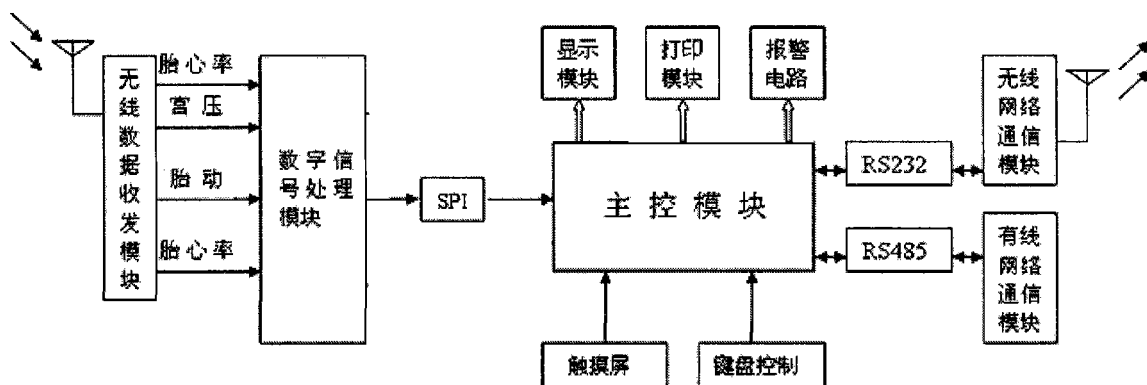 无
线
数
据
收
发
模
块
胎心率
宫压
胎动
胎心率
数字信
号处理
模块
SPI
显示
模块
打印
模块
报警
电路
主控模块
触摸屏
键盘控制
RS232
RS485
无线
网络
通信
模块
有线
网络
通信
模块